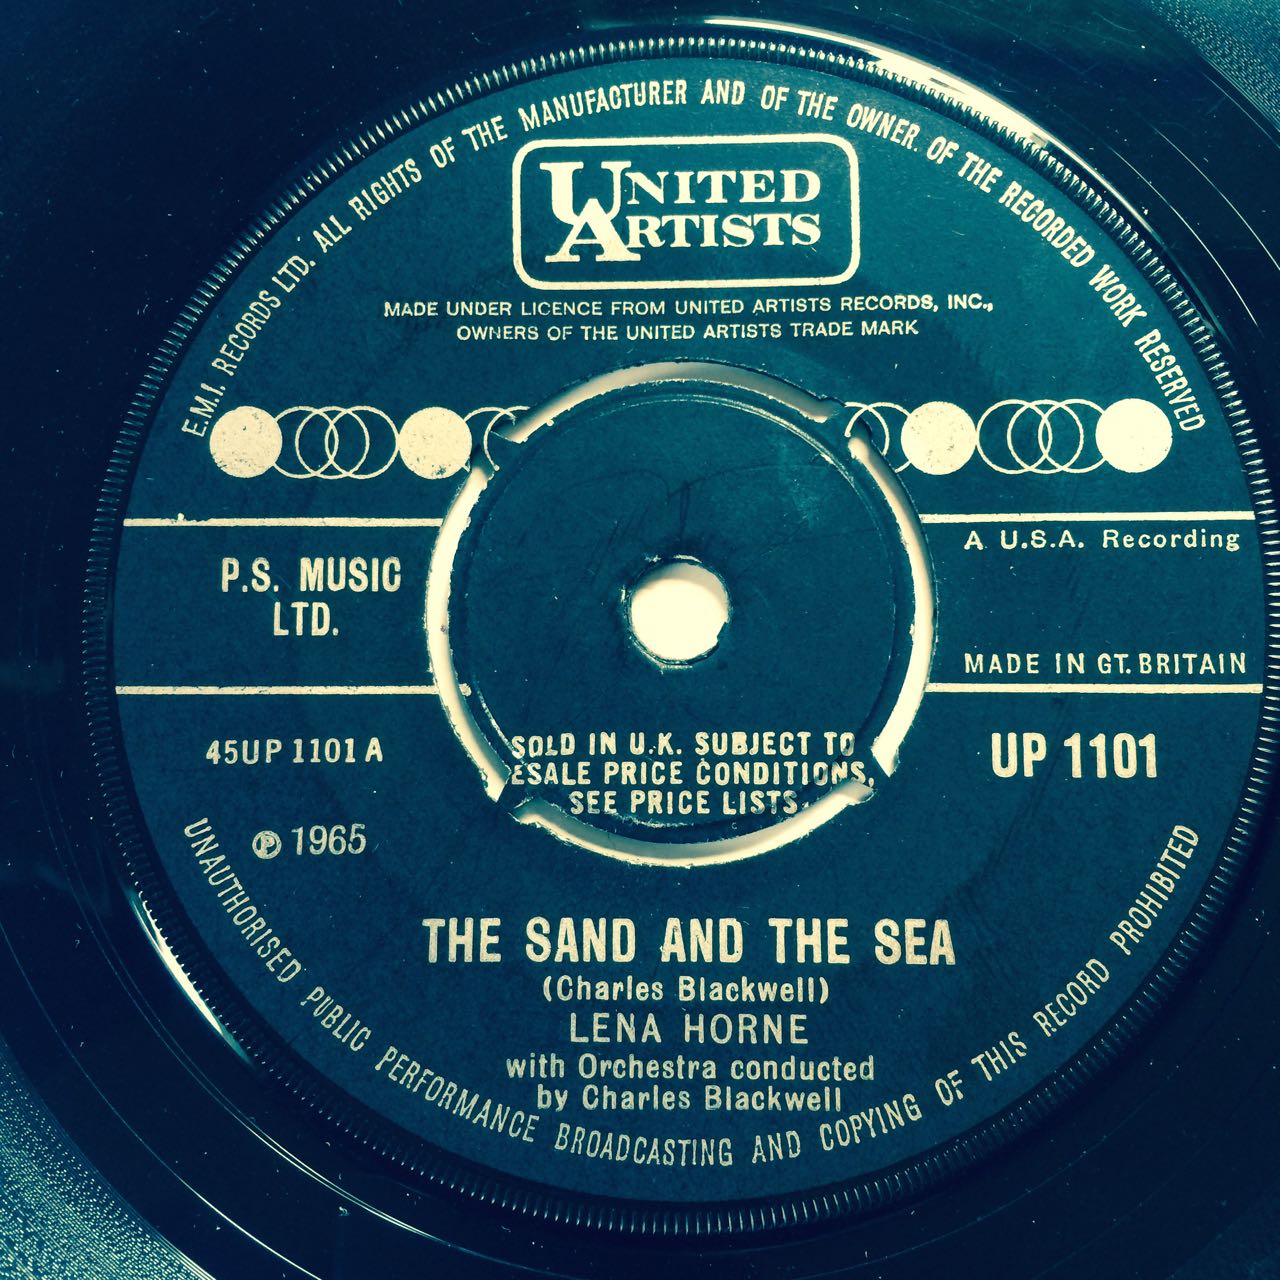 E.M.I. RECORDS LTD. ALL RIGHTS OF THE MANUFACTURER AND OF THE OWNER OF THE RECORDED WORK RESERVED
UNITED
ARTISTS
MADE UNDER LICENCE FROM UNITED ARTISTS RECORDS, INC.,
OWNERS OF THE UNITED ARTISTS TRADE MARK
P.S. MUSIC
LTD.
A U.S.A. Recording
MADE IN GT. BRITAIN
45UP 1101 A
℗ 1965
SOLD IN U.K. SUBJECT TO
ESALE PRICE CONDITIONS,
SEE PRICE LISTS.
UP 1101
THE SAND AND THE SEA
(Charles Blackwell)
LENA HORNE
with Orchestra conducted
by Charles Blackwell
UNAUTHORISED PUBLIC PERFORMANCE BROADCASTING AND COPYING OF THIS RECORD PROHIBITED